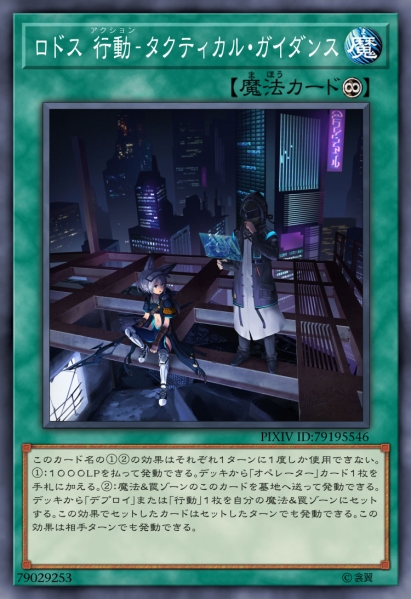 アクション
ロドス 行動-タクティカル・ガイダンス 魔
まほう
【魔法カード∞】
PIXIV ID:79195546
このカード名の①②の効果はそれぞれ1ターンに1度しか使用できない。
①:1000LPを払って発動できる。デッキから「オペレーター」カード1枚を
手札に加える。②:魔法&罠ゾーンのこのカードを墓地へ送って発動できる。
デッキから「デプロイ」または「行動」1枚を自分の魔法&罠ゾーンにセット
する。この効果でセットしたカードはセットしたターンでも発動できる。この
効果は相手ターンでも発動できる。
79029253